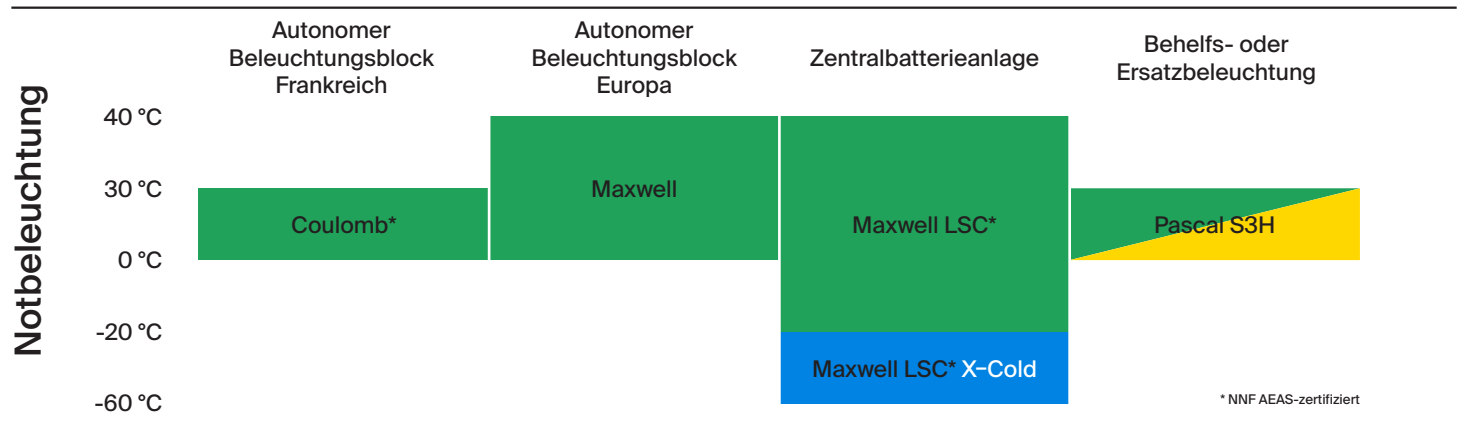 Notbeleuchtung
Autonomer
Beleuchtungsblock
Frankreich
Autonomer
Beleuchtungsblock
Europa
Zentralbatterieanlage
Behelfs- oder
Ersatzbeleuchtung
40 °C
30 °C
0 °C
-20 °C
-60 °C
Coulomb*
Maxwell
Maxwell LSC*
Pascal S3H
Maxwell LSC* X-Cold
* NNF AEAS-zertifiziert